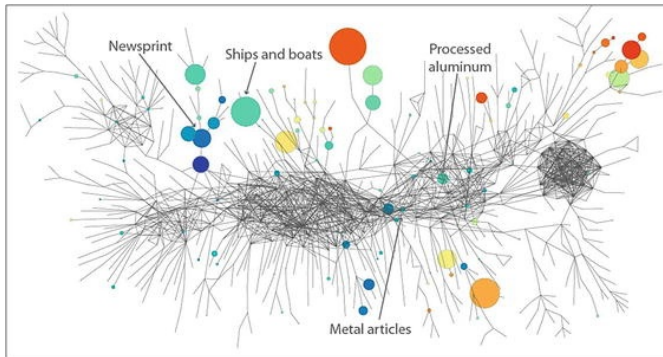 Newsprint
Ships and boats
Processed
aluminum
Metal articles